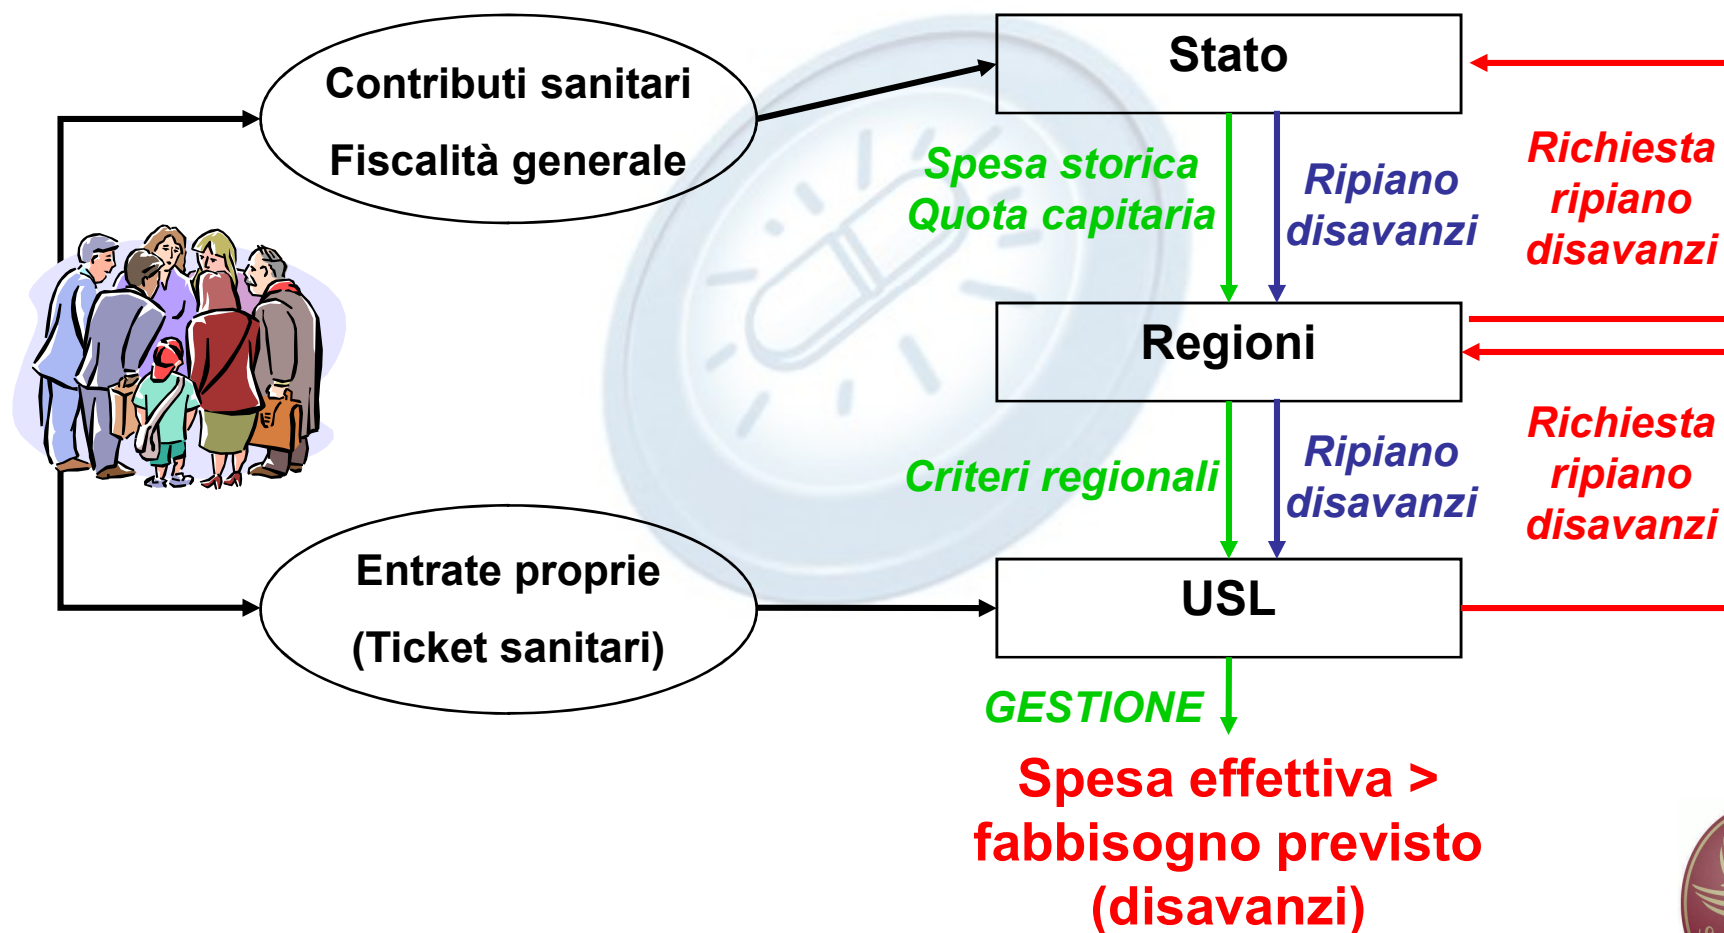 Contributi sanitari
Fiscalità generale
Stato
Spesa storica
Quota capitaria
Ripiano
disavanzi
Richiesta
ripiano
disavanzi
Regioni
Criteri regionali
Ripiano
disavanzi
Richiesta
ripiano
disavanzi
Entrate proprie
(Ticket sanitari)
USL
GESTIONE
Spesa effettiva >
fabbisogno previsto
(disavanzi)